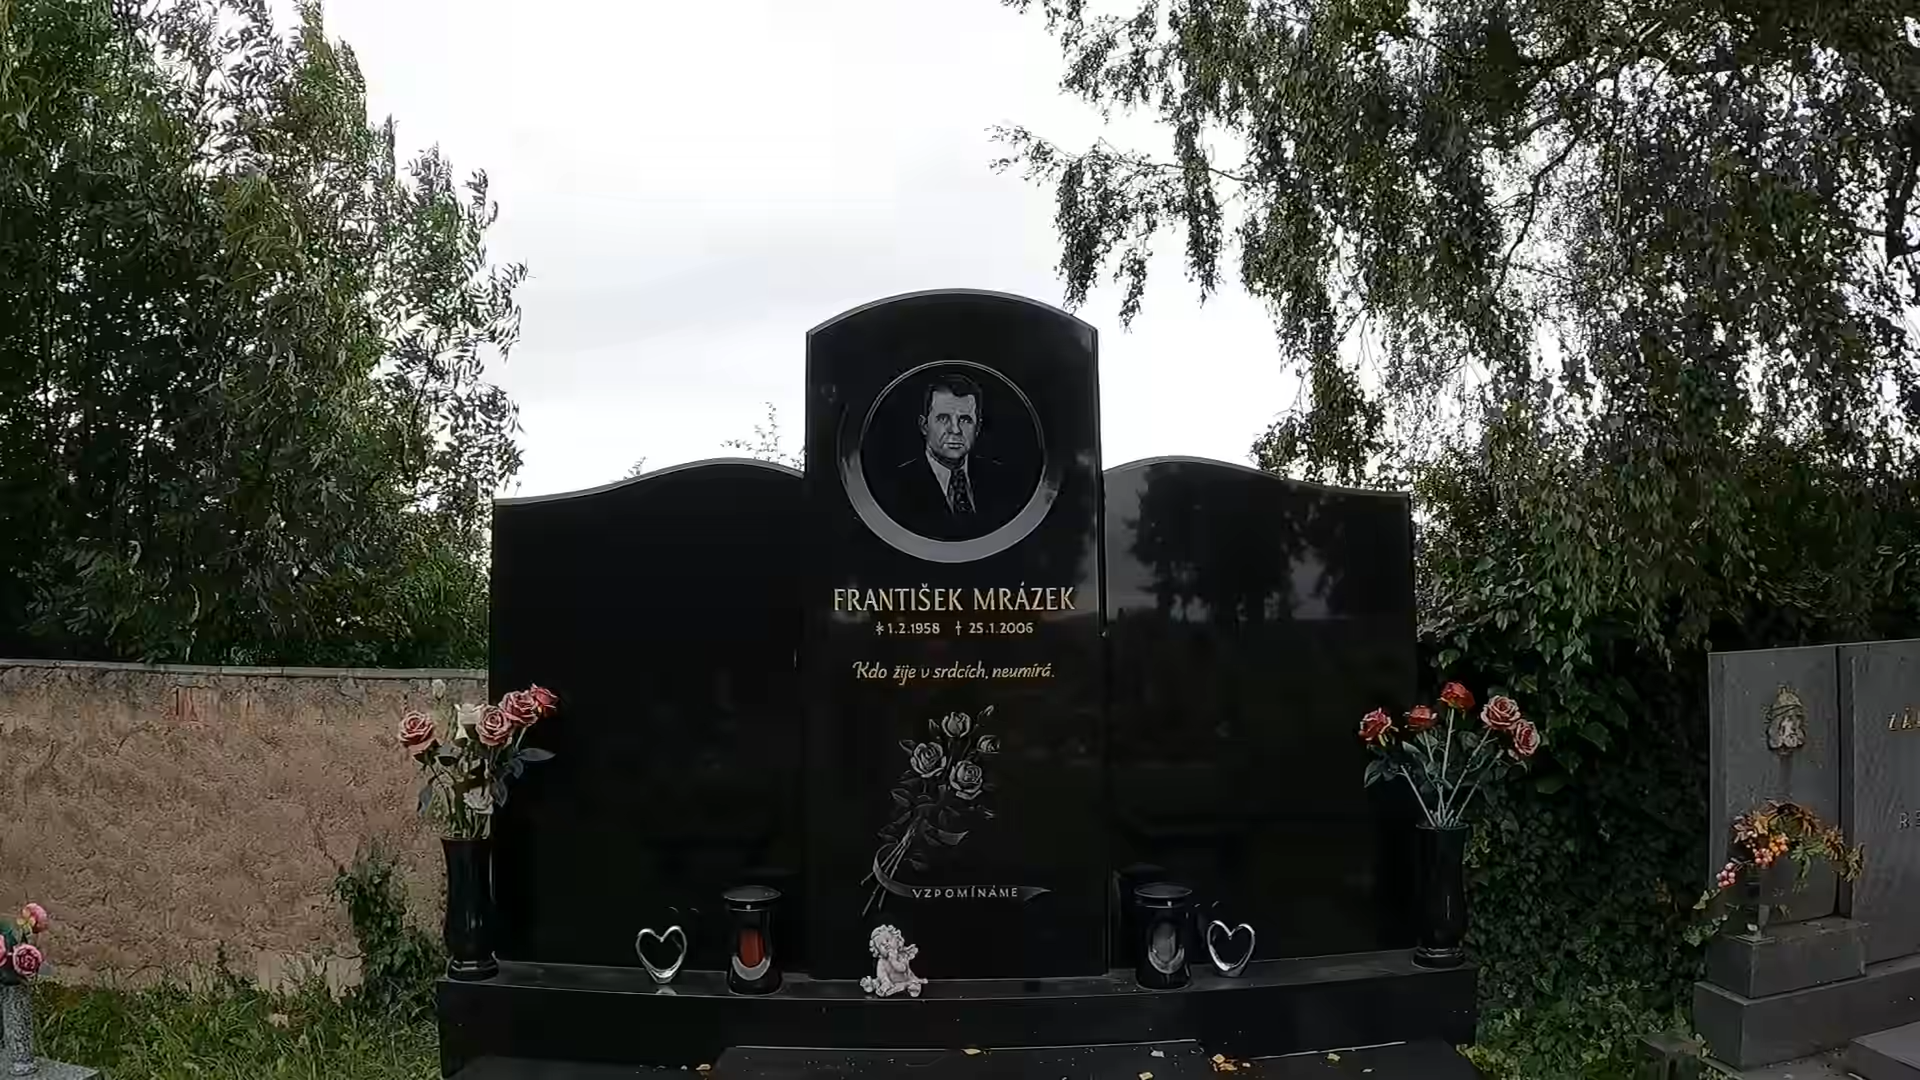 FRANTIŠEK MRÁZEK
* 1.2.1958 † 25.1.2006
Kdo žije v srdcích, neumírá.
VZPOMÍNÁME